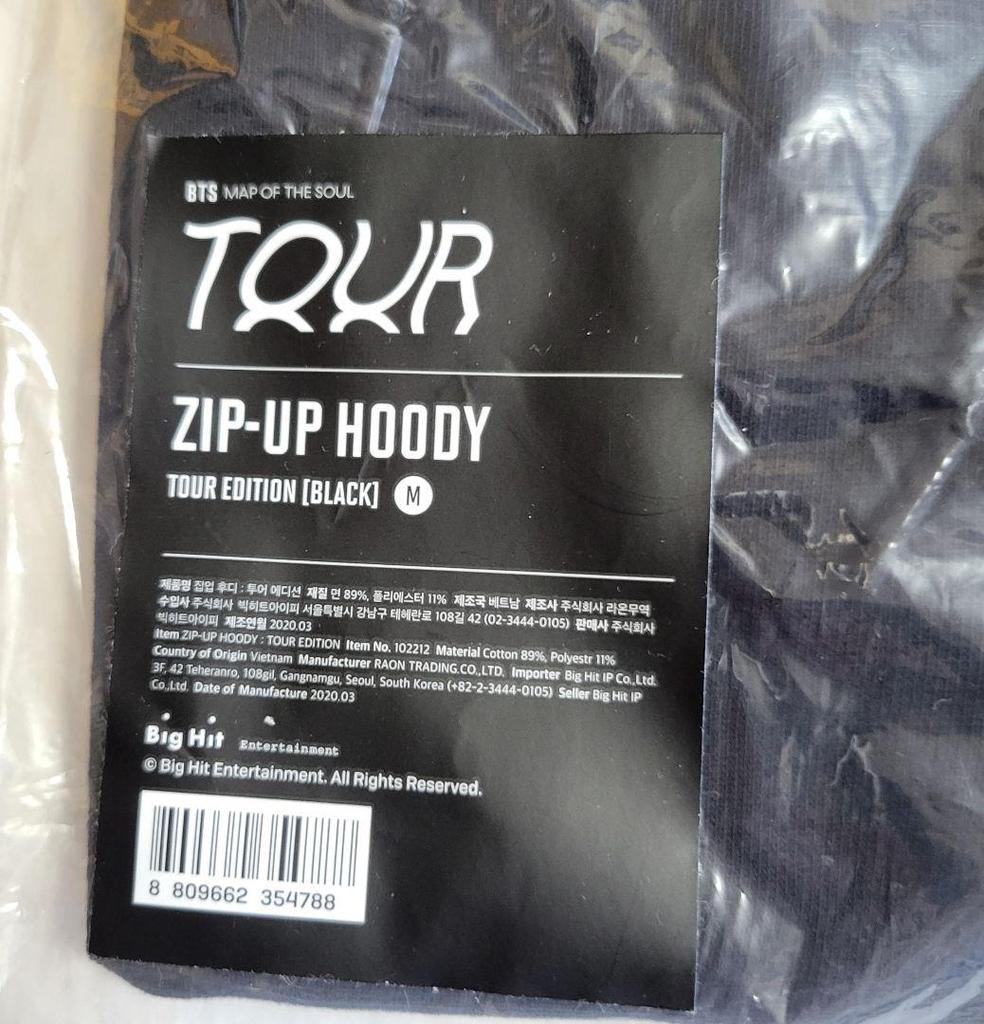 BTS MAP OF THE SOUL
TOUR
ZIP-UP HOODY
TOUR EDITION [BLACK] M
제품명 집업 후디 : 투어 에디션 재질 면 89%, 폴리에스터 11% 제조국 베트남 제조사 주식회사 라온무역
수입사 주식회사 빅히트아이피 서울특별시 강남구 테헤란로 108길 42 (02-3444-0105) 판매사 주식회사
빅히트아이피 제조연월 2020.03
Item ZIP-UP HOODY : TOUR EDITION Item No. 102212 Material Cotton 89%, Polyestr 11%
Country of Origin Vietnam Manufacturer RAON TRADING.CO.,LTD. Importer Big Hit IP Co.,Ltd.
3F, 42 Teheranro, 108gil, Gangnamgu, Seoul, South Korea (+82-2-3444-0105) Seller Big Hit IP
Co.,Ltd. Date of Manufacture 2020.03
Big Hit Entertainment
© Big Hit Entertainment. All Rights Reserved.
8 809662 354788